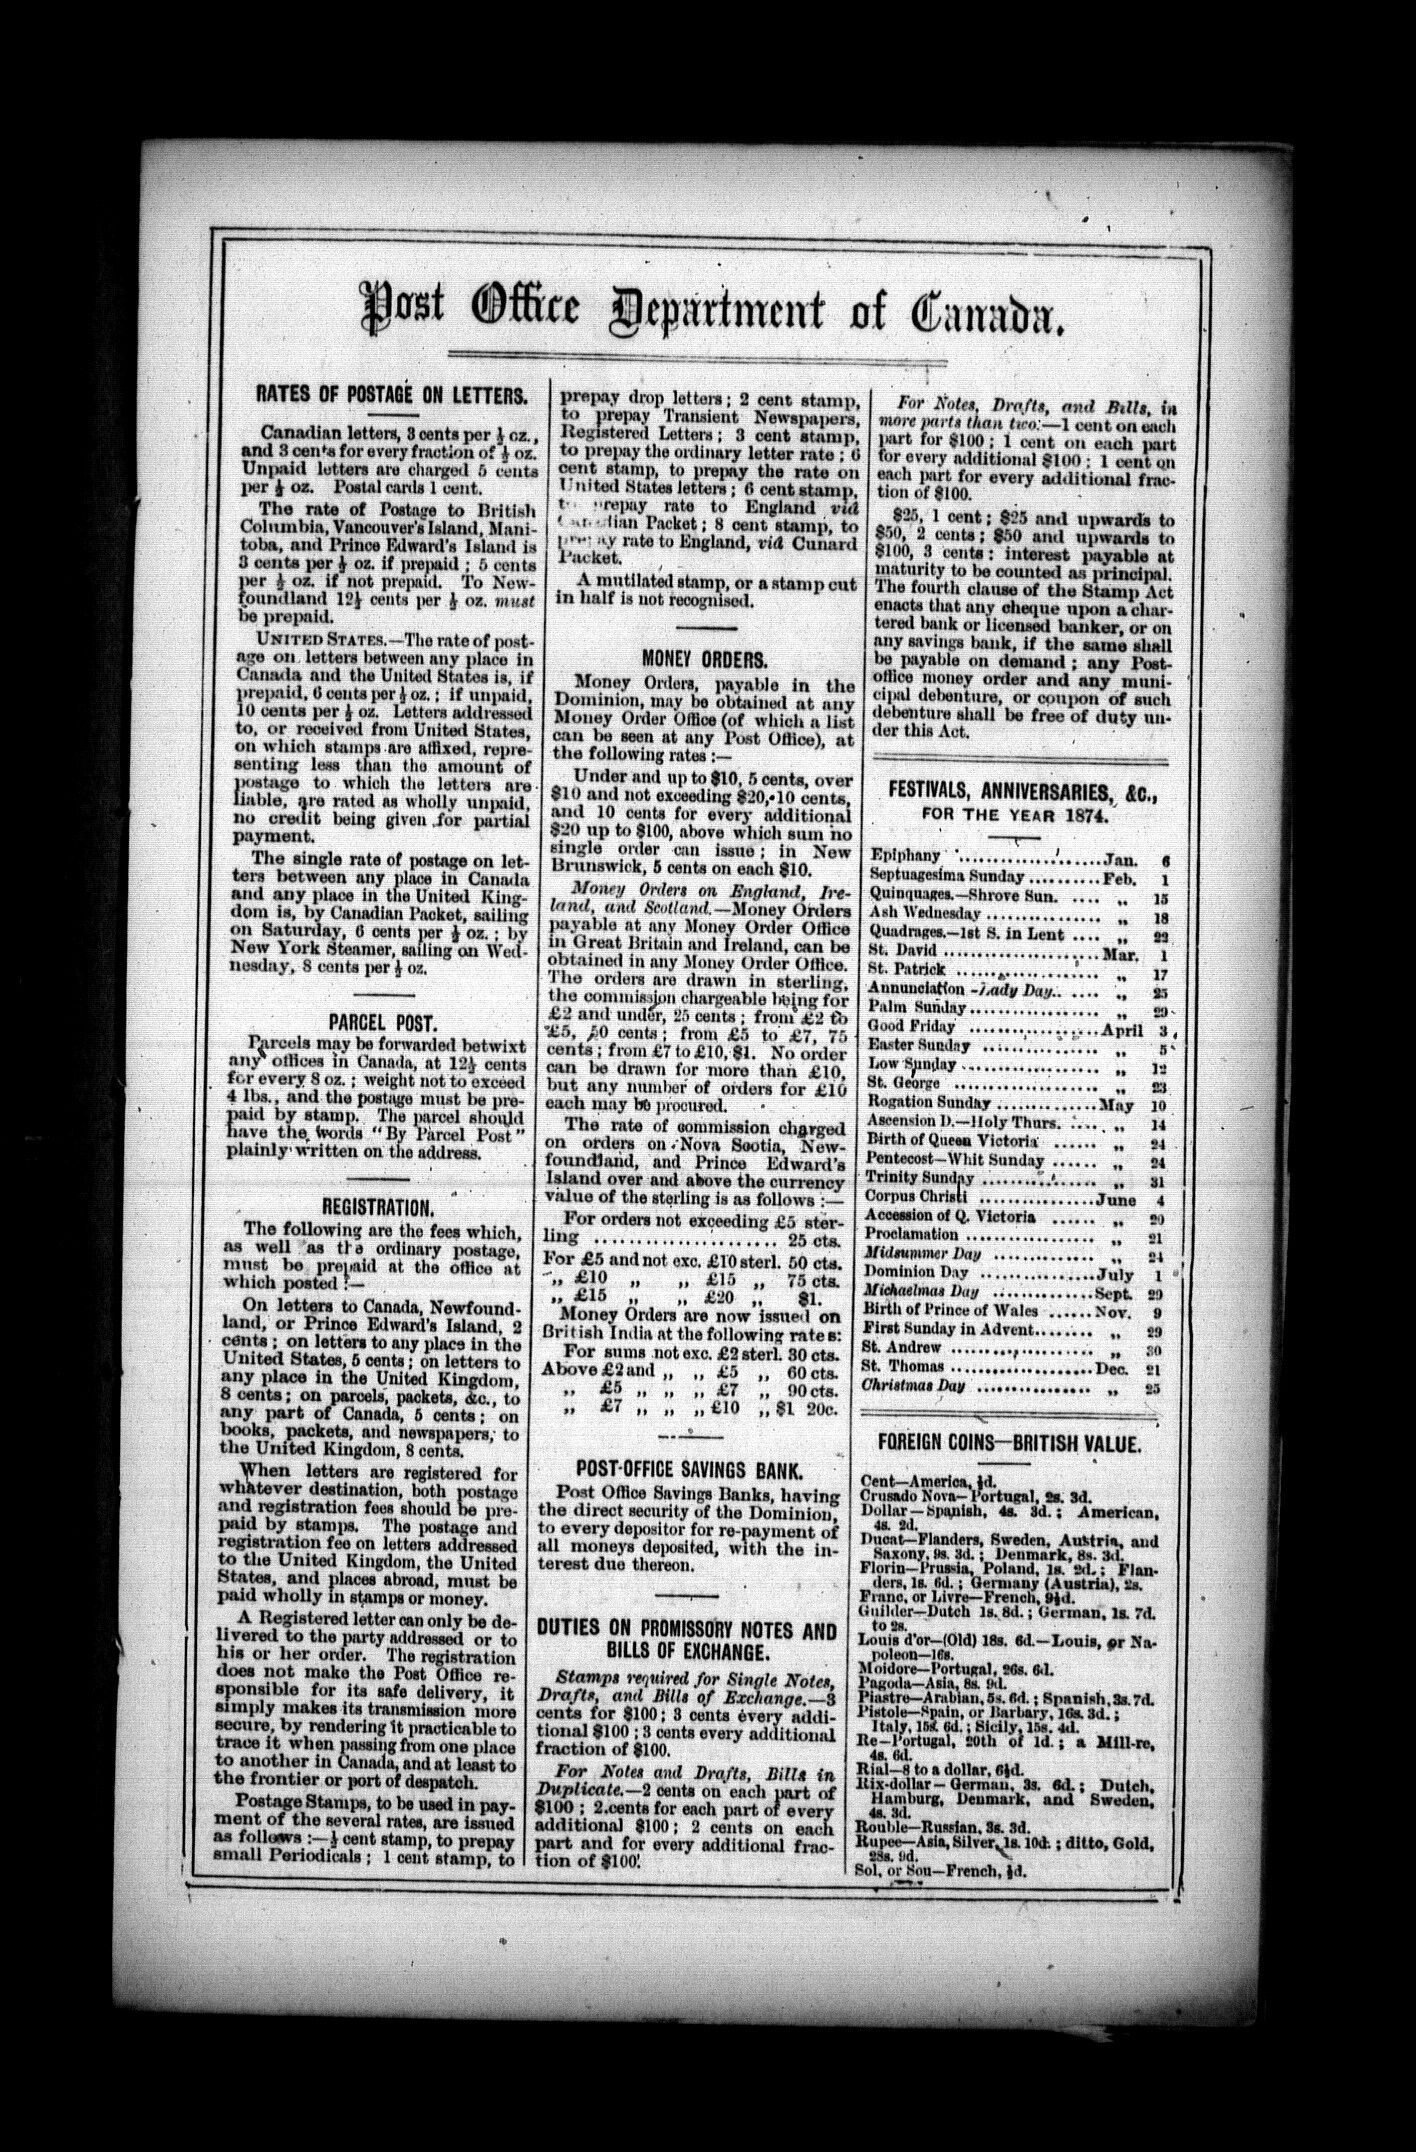 Post Office Department of Canada.
RATES OF POSTAGE ON LETTERS.
Canadian letters, 3 cents per ½ oz.,
and 3 cents for every fraction of ½ oz.
Unpaid letters are charged 5 cents
per ½ oz. Postal cards 1 cent.
The rate of Postage to British
Columbia, Vancouver's Island, Mani-
toba, and Prince Edward's Island is
3 cents per ½ oz. if prepaid; 5 cents
per ½ oz. if not prepaid. To New-
foundland 12½ cents per ½ oz. must
be prepaid.
UNITED STATES.—The rate of post-
age on letters between any place in
Canada and the United States is, if
prepaid, 6 cents per ½ oz.; if unpaid,
10 cents per ½ oz. Letters addressed
to, or received from United States,
on which stamps are affixed, repre-
senting less than the amount of
postage to which the letters are
liable, are rated as wholly unpaid,
no credit being given for partial
payment.
The single rate of postage on let-
ters between any place in Canada
and any place in the United King-
dom is, by Canadian Packet, sailing
on Saturday, 6 cents per ½ oz.; by
New York Steamer, sailing on Wed-
nesday, 8 cents per ½ oz.
PARCEL POST.
Parcels may be forwarded betwixt
any offices in Canada, at 12½ cents
for every 8 oz.; weight not to exceed
4 lbs., and the postage must be pre-
paid by stamp. The parcel should
have the words "By Parcel Post"
plainly written on the address.
REGISTRATION.
The following are the fees which,
as well as the ordinary postage,
must be prepaid at the office at
which posted:—
On letters to Canada, Newfound-
land, or Prince Edward's Island, 2
cents; on letters to any place in the
United States, 5 cents; on letters to
any place in the United Kingdom,
8 cents; on parcels, packets, &c., to
any part of Canada, 5 cents; on
books, packets, and newspapers, to
the United Kingdom, 8 cents.
When letters are registered for
whatever destination, both postage
and registration fees should be pre-
paid by stamps. The postage and
registration fee on letters addressed
to the United Kingdom, the United
States, and places abroad, must be
paid wholly in stamps or money.
A Registered letter can only be de-
livered to the party addressed or to
his or her order. The registration
does not make the Post Office re-
sponsible for its safe delivery, it
simply makes its transmission more
secure, by rendering it practicable to
trace it when passing from one place
to another in Canada, and at least to
the frontier or port of despatch.
Postage Stamps, to be used in pay-
ment of the several rates, are issued
as follows:—½ cent stamp, to prepay
small Periodicals; 1 cent stamp, to
prepay drop letters; 2 cent stamp,
to prepay Transient Newspapers,
Registered Letters; 3 cent stamp,
to prepay the ordinary letter rate; 6
cent stamp, to prepay the rate on
United States letters; 6 cent stamp,
to prepay rate to England viâ
Canadian Packet; 8 cent stamp, to
prepay rate to England, viâ Cunard
Packet.
A mutilated stamp, or a stamp cut
in half is not recognised.
MONEY ORDERS.
Money Orders, payable in the
Dominion, may be obtained at any
Money Order Office (of which a list
can be seen at any Post Office), at
the following rates:—
Under and up to $10, 5 cents, over
$10 and not exceeding $20, 10 cents,
and 10 cents for every additional
$20 up to $100, above which sum no
single order can issue; in New
Brunswick, 5 cents on each $10.
Money Orders on England, Ire-
land, and Scotland.—Money Orders
payable at any Money Order Office
in Great Britain and Ireland, can be
obtained in any Money Order Office.
The orders are drawn in sterling,
the commission chargeable being for
£2 and under, 25 cents; from £2 to
£5, 50 cents; from £5 to £7, 75
cents; from £7 to £10, $1. No order
can be drawn for more than £10,
but any number of orders for £10
each may be procured.
The rate of commission charged
on orders on Nova Scotia, New-
foundland, and Prince Edward's
Island over and above the currency
value of the sterling is as follows:—
For orders not exceeding £5 ster-
ling .................... 25 cts.
For £5 and not exc. £10 sterl. 50 cts.
„ £10 „ „ £15 „ 75 cts.
„ £15 „ „ £20 „ $1.
Money Orders are now issued on
British India at the following rates:
For sums not exc. £2 sterl. 30 cts.
Above £2 and „ „ £5 „ 60 cts.
„ £5 „ „ „ £7 „ 90 cts.
„ £7 „ „ „ £10 „ $1 20c.
POST-OFFICE SAVINGS BANK.
Post Office Savings Banks, having
the direct security of the Dominion,
to every depositor for re-payment of
all moneys deposited, with the in-
terest due thereon.
DUTIES ON PROMISSORY NOTES AND
BILLS OF EXCHANGE.
Stamps required for Single Notes,
Drafts, and Bills of Exchange.—3
cents for $100; 3 cents every addi-
tional $100; 3 cents every additional
fraction of $100.
For Notes and Drafts, Bills in
Duplicate.—2 cents on each part of
$100; 2 cents for each part of every
additional $100; 2 cents on each
part and for every additional frac-
tion of $100.
For Notes, Drafts, and Bills, in
more parts than two:—1 cent on each
part for $100; 1 cent on each part
for every additional $100; 1 cent on
each part for every additional frac-
tion of $100.
$25, 1 cent; $25 and upwards to
$50, 2 cents; $50 and upwards to
$100, 3 cents: interest payable at
maturity to be counted as principal.
The fourth clause of the Stamp Act
enacts that any cheque upon a char-
tered bank or licensed banker, or on
any savings bank, if the same shall
be payable on demand; any Post-
office money order and any muni-
cipal debenture, or coupon of such
debenture shall be free of duty un-
der this Act.
FESTIVALS, ANNIVERSARIES, &C.,
FOR THE YEAR 1874.
Epiphany ....................Jan. 6
Septuagesima Sunday ..........Feb. 1
Quinquages.—Shrove Sun. .... „ 15
Ash Wednesday ............... „ 18
Quadrages.—1st S. in Lent .... „ 22
St. David ......................Mar. 1
St. Patrick .................... „ 17
Annunciation—Lady Day.. .... „ 25
Palm Sunday.................. „ 29
Good Friday ..................April 3
Easter Sunday ................ „ 5
Low Sunday .................. „ 12
St. George .................... „ 23
Rogation Sunday ..............May 10
Ascension D.—Holy Thurs. .... „ 14
Birth of Queen Victoria ...... „ 24
Pentecost—Whit Sunday ...... „ 24
Trinity Sunday ................ „ 31
Corpus Christi ................June 4
Accession of Q. Victoria ...... „ 20
Proclamation .................. „ 21
Midsummer Day .............. „ 24
Dominion Day ................July 1
Michaelmas Day ..............Sept. 29
Birth of Prince of Wales ......Nov. 9
First Sunday in Advent........ „ 29
St. Andrew .................... „ 30
St. Thomas ....................Dec. 21
Christmas Day ................ „ 25
FOREIGN COINS—BRITISH VALUE.
Cent—America, ½d.
Crusado Nova—Portugal, 2s. 3d.
Dollar—Spanish, 4s. 3d.; American,
4s. 2d.
Ducat—Flanders, Sweden, Austria, and
Saxony, 9s. 3d.; Denmark, 8s. 3d.
Florin—Prussia, Poland, 1s. 2d.; Flan-
ders, 1s. 6d.; Germany (Austria), 2s.
Franc, or Livre—French, 9½d.
Guilder—Dutch 1s. 8d.; German, 1s. 7d.
to 2s.
Louis d'or—(Old) 18s. 6d.—Louis, or Na-
poleon—16s.
Moidore—Portugal, 26s. 6d.
Pagoda—Asia, 8s. 9d.
Piastre—Arabian, 5s. 6d.; Spanish, 3s. 7d.
Pistole—Spain, or Barbary, 16s. 3d.;
Italy, 15s. 6d.; Sicily, 15s. 4d.
Re—Portugal, 20th of 1d.; a Mill-re,
4s. 6d.
Rial—8 to a dollar, 6½d.
Rix-dollar—German, 3s. 6d.; Dutch,
Hamburg, Denmark, and Sweden,
4s. 3d.
Rouble—Russian, 3s. 3d.
Rupee—Asia, Silver, 1s. 10d.; ditto, Gold,
28s. 9d.
Sol, or Sou—French, ½d.